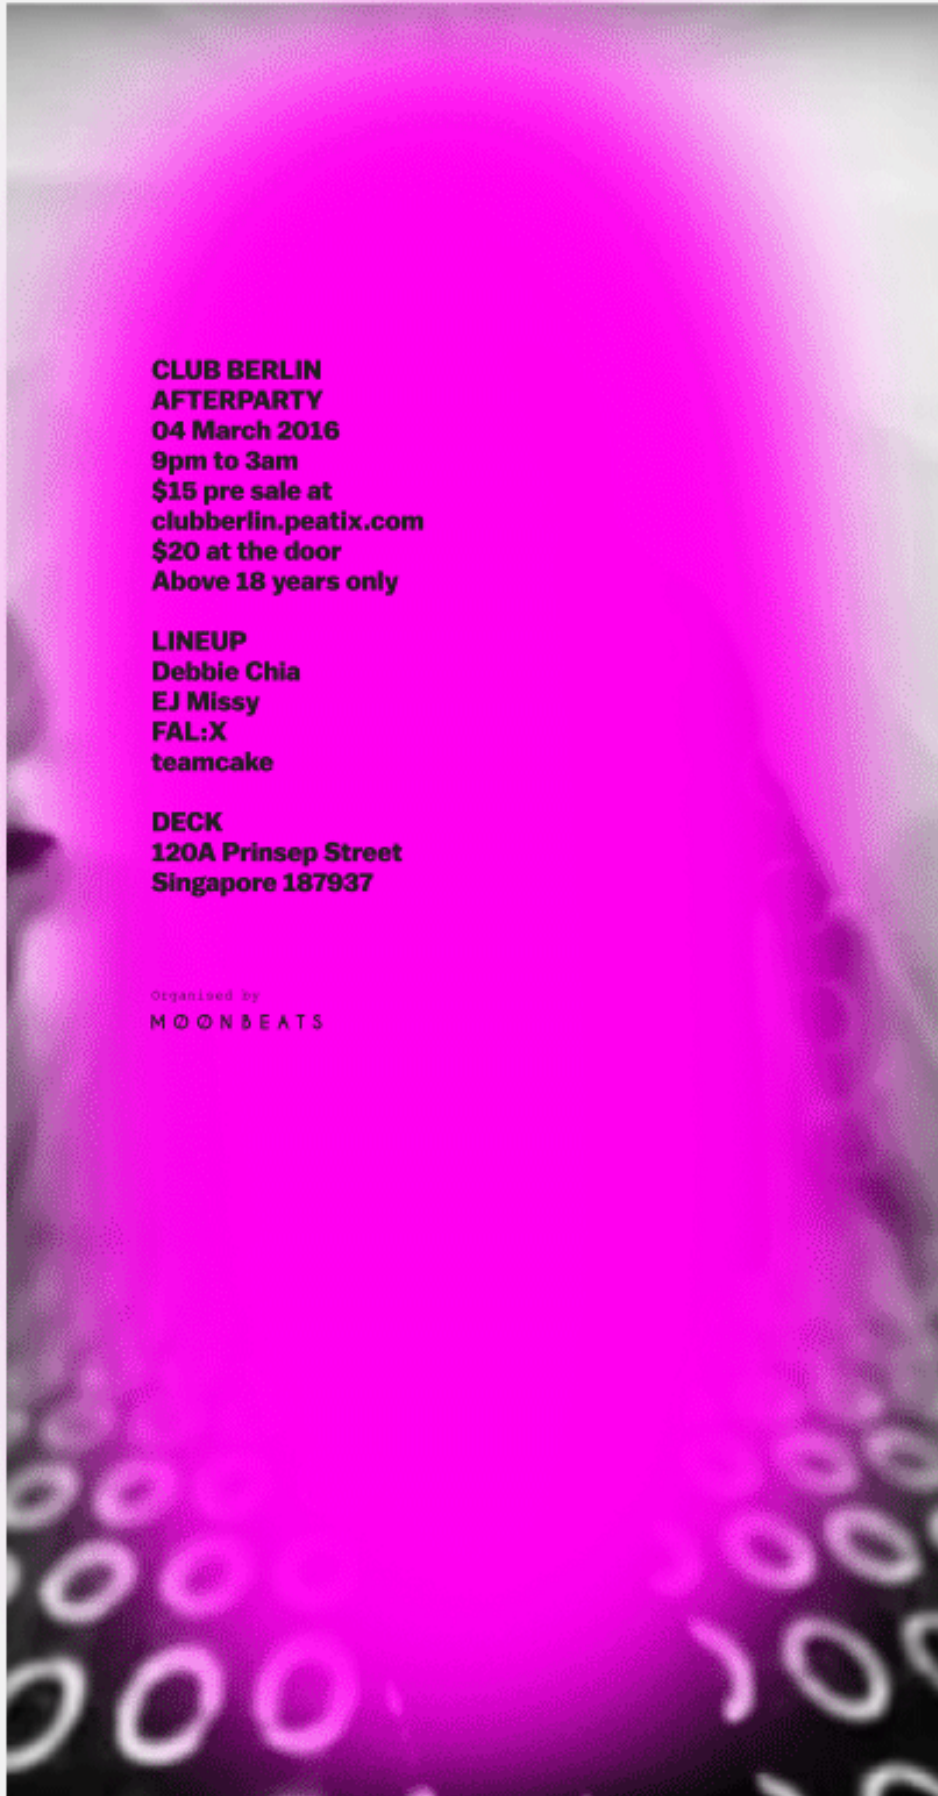 CLUB BERLIN
AFTERPARTY
04 March 2016
9pm to 3am
$15 pre sale at
clubberlin.peatix.com
$20 at the door
Above 18 years only
LINEUP
Debbie Chia
EJ Missy
FAL:X
teamcake
DECK
120A Prinsep Street
Singapore 187937
Organised by
MØØNBEATS